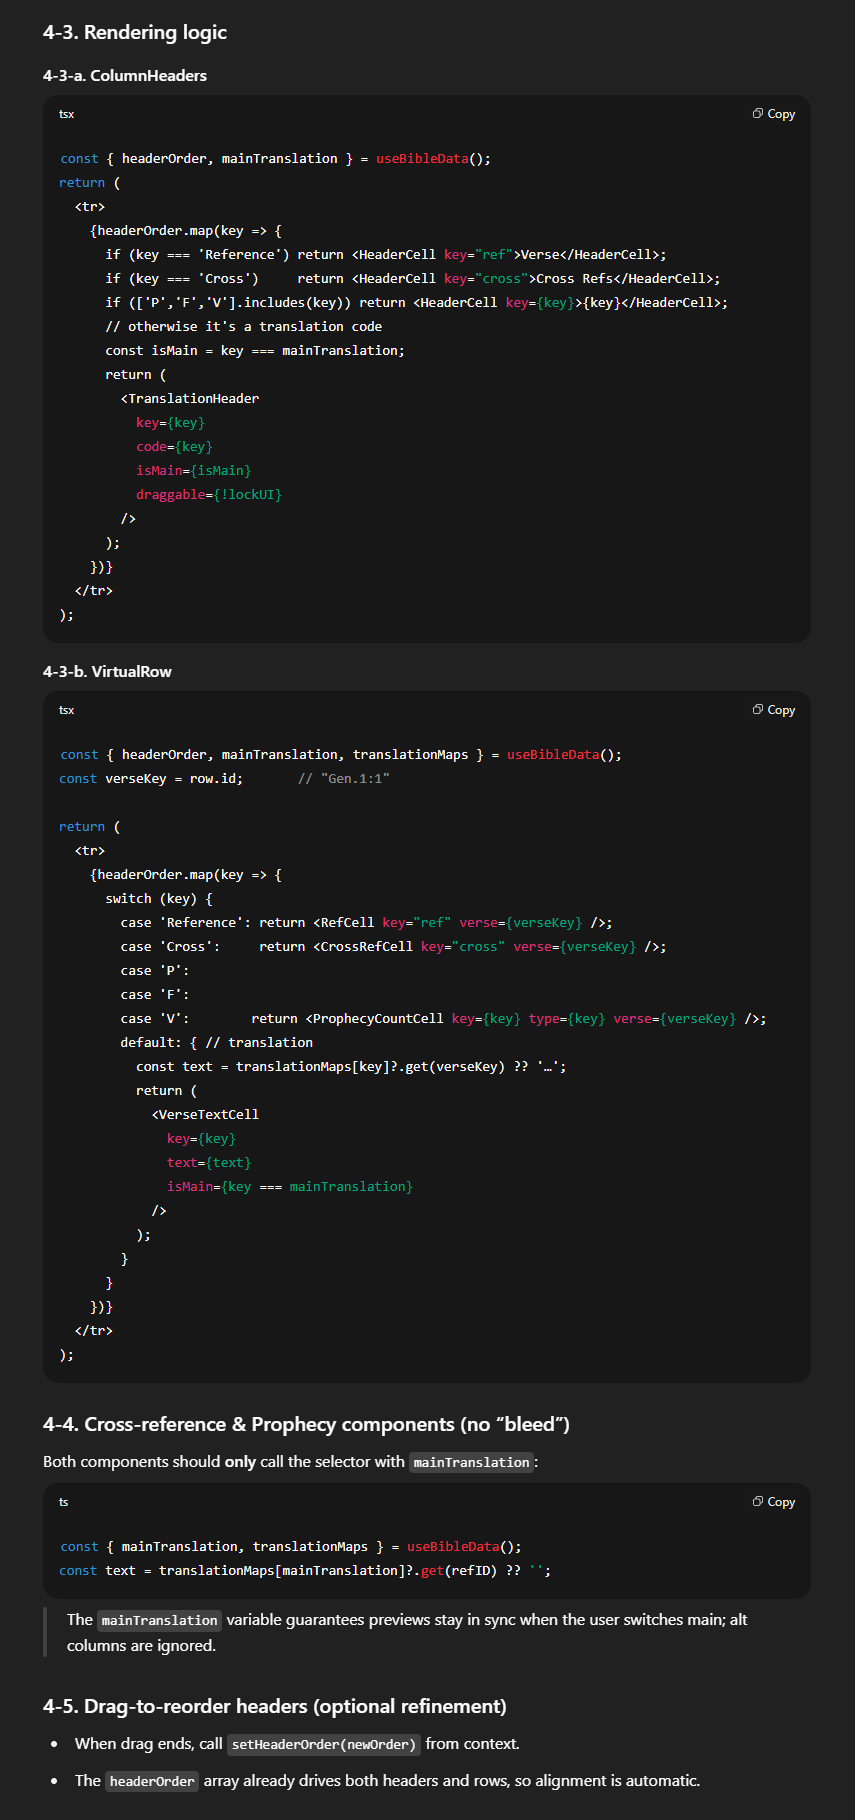 4-3. Rendering logic
4-3-a. ColumnHeaders
tsx
Copy
const { headerOrder, mainTranslation } = useBibleData();
return (
  <tr>
    {headerOrder.map(key => {
      if (key === 'Reference') return <HeaderCell key="ref">Verse</HeaderCell>;
      if (key === 'Cross')     return <HeaderCell key="cross">Cross Refs</HeaderCell>;
      if (['P','F','V'].includes(key)) return <HeaderCell key={key}>{key}</HeaderCell>;
      // otherwise it's a translation code
      const isMain = key === mainTranslation;
      return (
        <TranslationHeader
          key={key}
          code={key}
          isMain={isMain}
          draggable={!lockUI}
        />
      );
    })}
  </tr>
);
4-3-b. VirtualRow
tsx
Copy
const { headerOrder, mainTranslation, translationMaps } = useBibleData();
const verseKey = row.id;       // "Gen.1:1"
return (
  <tr>
    {headerOrder.map(key => {
      switch (key) {
        case 'Reference': return <RefCell key="ref" verse={verseKey} />;
        case 'Cross':     return <CrossRefCell key="cross" verse={verseKey} />;
        case 'P':
        case 'F':
        case 'V':        return <ProphecyCountCell key={key} type={key} verse={verseKey} />;
        default: { // translation
          const text = translationMaps[key]?.get(verseKey) ?? '…';
          return (
            <VerseTextCell
              key={key}
              text={text}
              isMain={key === mainTranslation}
            />
          );
        }
      }
    })}
  </tr>
);
4-4. Cross-reference & Prophecy components (no “bleed”)
Both components should only call the selector with mainTranslation:
ts
Copy
const { mainTranslation, translationMaps } = useBibleData();
const text = translationMaps[mainTranslation]?.get(refID) ?? '';
The mainTranslation variable guarantees previews stay in sync when the user switches main; alt
columns are ignored.
4-5. Drag-to-reorder headers (optional refinement)
• When drag ends, call setHeaderOrder(newOrder) from context.
• The headerOrder array already drives both headers and rows, so alignment is automatic.